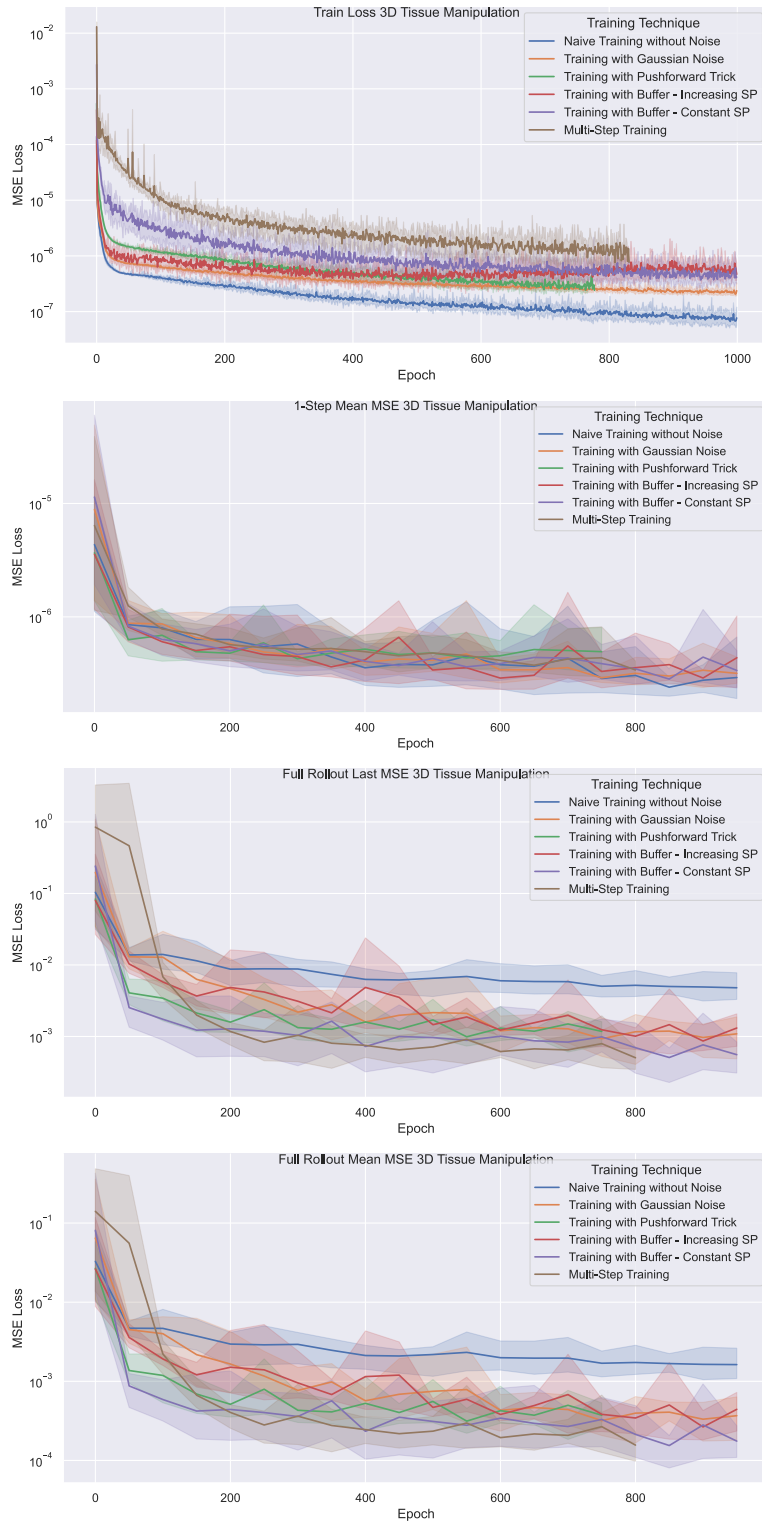 Train Loss 3D Tissue Manipulation
Training Technique
Naive Training without Noise
Training with Gaussian Noise
Training with Pushforward Trick
Training with Buffer - Increasing SP
Training with Buffer - Constant SP
Multi-Step Training
MSE Loss
10⁻²
10⁻³
10⁻⁴
10⁻⁵
10⁻⁶
10⁻⁷
0 200 400 600 800 1000
Epoch
1-Step Mean MSE 3D Tissue Manipulation
Training Technique
Naive Training without Noise
Training with Gaussian Noise
Training with Pushforward Trick
Training with Buffer - Increasing SP
Training with Buffer - Constant SP
Multi-Step Training
MSE Loss
10⁻⁵
10⁻⁶
0 200 400 600 800
Epoch
Full Rollout Last MSE 3D Tissue Manipulation
Training Technique
Naive Training without Noise
Training with Gaussian Noise
Training with Pushforward Trick
Training with Buffer - Increasing SP
Training with Buffer - Constant SP
Multi-Step Training
MSE Loss
10⁰
10⁻¹
10⁻²
10⁻³
0 200 400 600 800
Epoch
Full Rollout Mean MSE 3D Tissue Manipulation
Training Technique
Naive Training without Noise
Training with Gaussian Noise
Training with Pushforward Trick
Training with Buffer - Increasing SP
Training with Buffer - Constant SP
Multi-Step Training
MSE Loss
10⁻¹
10⁻²
10⁻³
10⁻⁴
0 200 400 600 800
Epoch